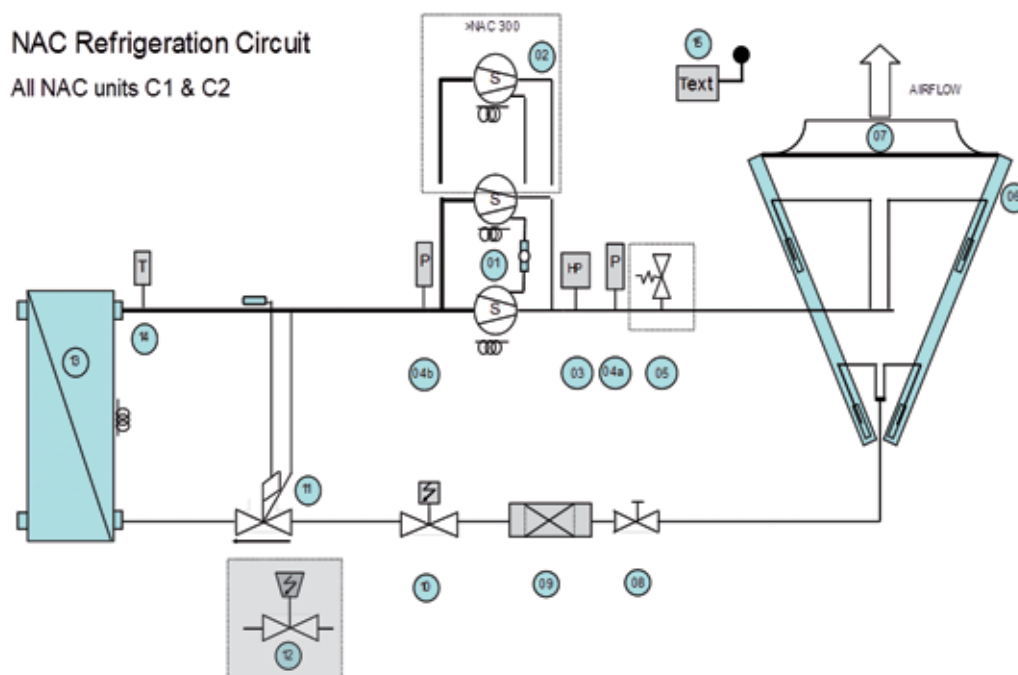 NAC Refrigeration Circuit
All NAC units C1 & C2
>NAC 300
02
S
15
Text
AIRFLOW
07
06
S
01
S
T
P
HP
P
14
13
04b
03
04a
05
11
10
09
08
12